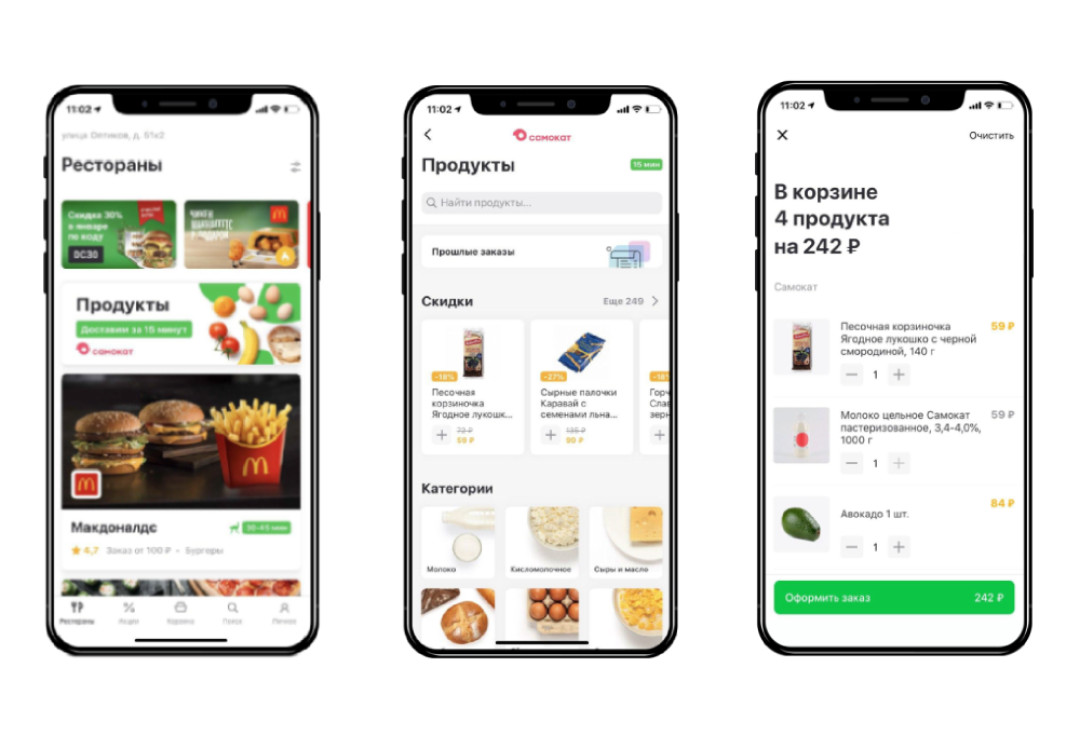 11:02
улица Оптиков, д. 51к2
Рестораны
Скидка 30%
в январе
по коду
DC30
Продукты
Доставим за 15 минут
самокат
Макдоналдс
30–45 мин
4,7 Заказ от 100 ₽ • Бургеры
Рестораны
Акции
Корзина
Поиск
11:02
самокат
Продукты
15 мин
Найти продукты...
Прошлые заказы
Скидки
Еще 249
-18%
Песочная
корзиночка
Ягодное лукошк...
72 ₽
59 ₽
-27%
Сырные палочки
Каравай с
семенами льна...
135 ₽
99 ₽
Горч
Слав
зерн
Категории
Молоко
Кисломолочное
Сыры и масло
11:02
Очистить
В корзине
4 продукта
на 242 ₽
Самокат
Песочная корзиночка
Ягодное лукошко с черной
смородиной, 140 г
59 ₽
1
Молоко цельное Самокат
пастеризованное, 3,4-4,0%,
1000 г
59 ₽
1
Авокадо 1 шт.
84 ₽
1
Оформить заказ
242 ₽